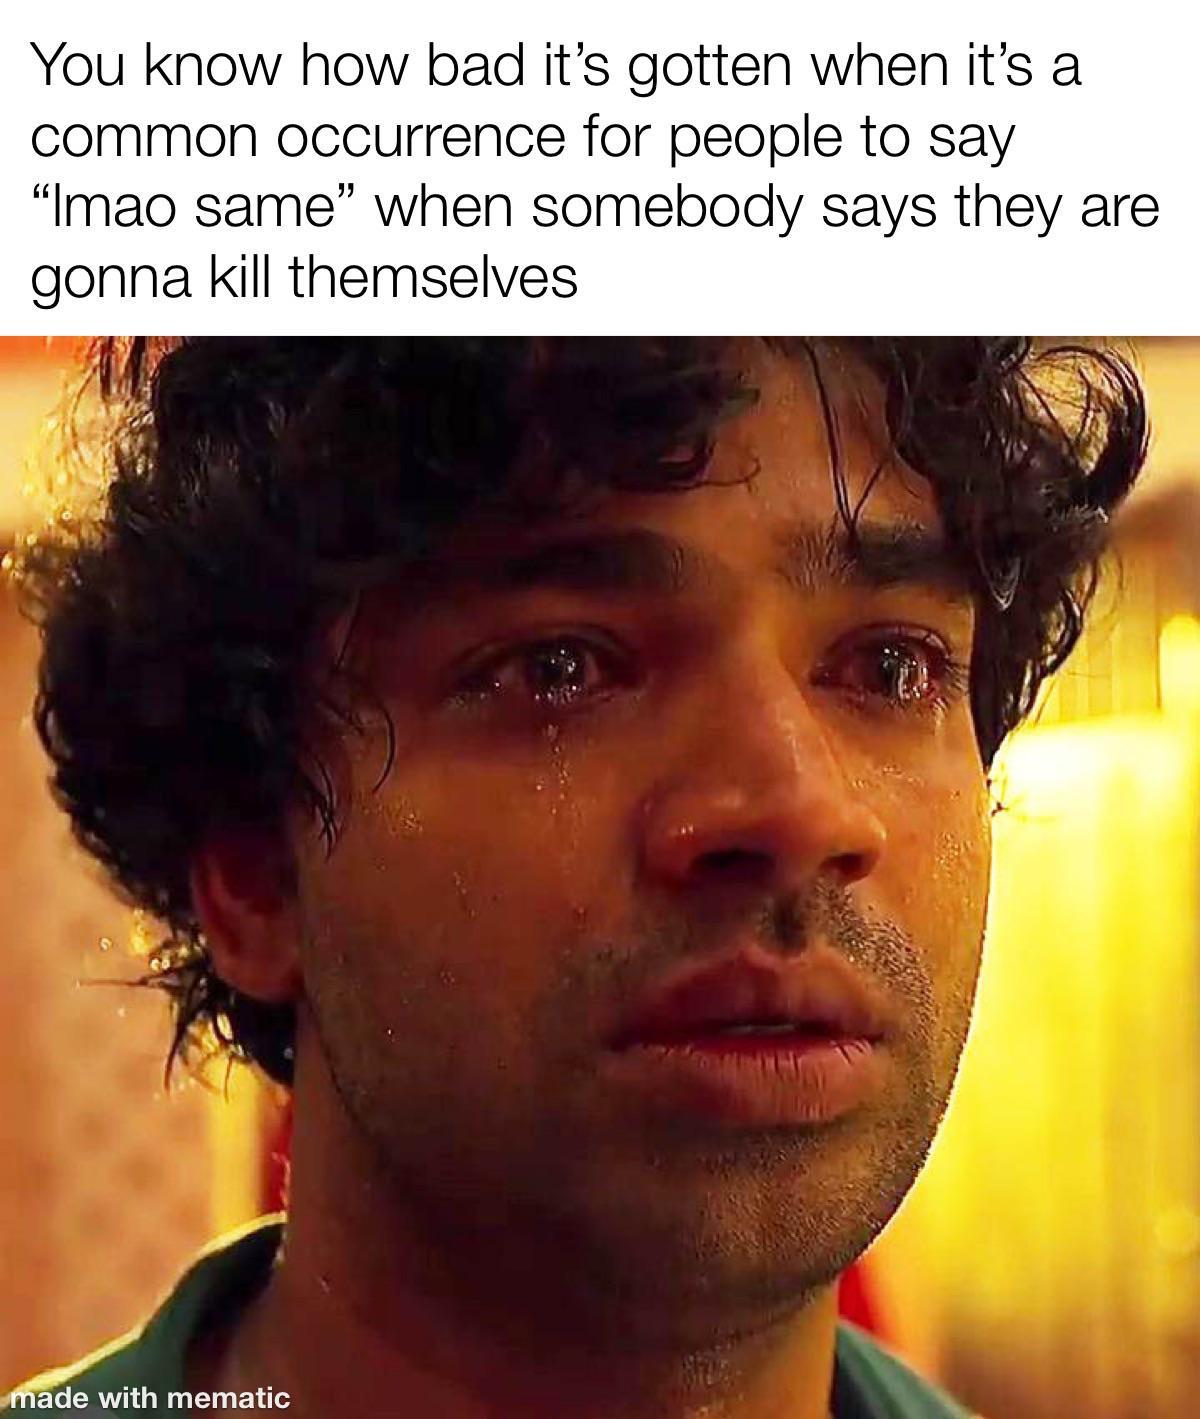 You know how bad it’s gotten when it’s a
common occurrence for people to say
“lmao same” when somebody says they are
gonna kill themselves
made with mematic